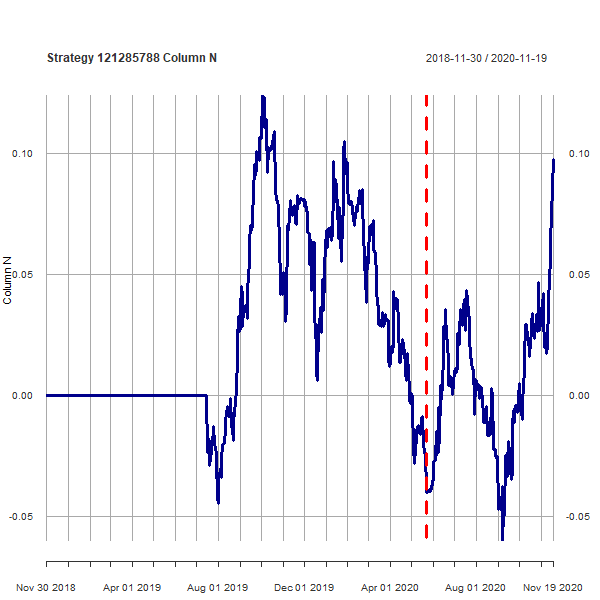 Strategy 121285788 Column N
2018-11-30 / 2020-11-19
0.10
0.10
0.05
0.05
Column N
0.00
0.00
-0.05
-0.05
Nov 30 2018
Apr 01 2019
Aug 01 2019
Dec 01 2019
Apr 01 2020
Aug 01 2020
Nov 19 2020